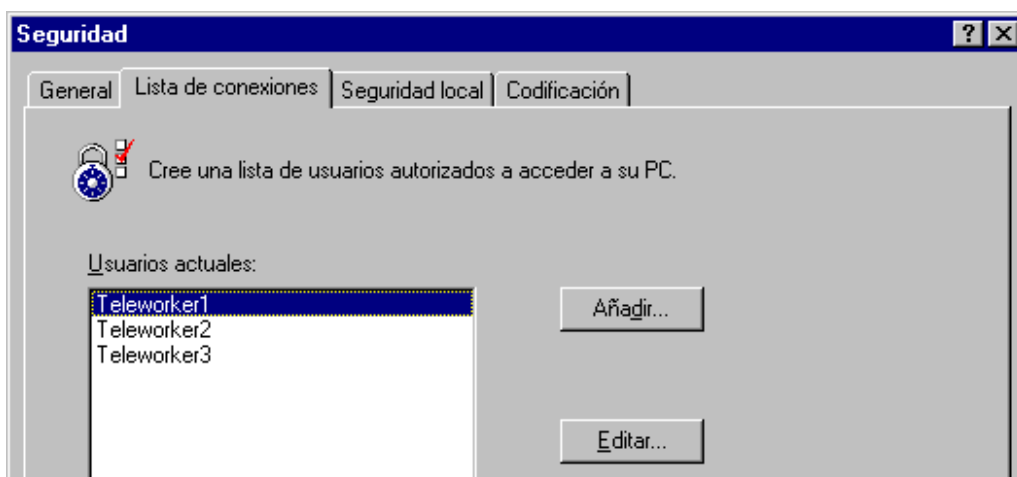 Seguridad
General Lista de conexiones Seguridad local Codificación
Cree una lista de usuarios autorizados a acceder a su PC.
Usuarios actuales:
Teleworker1
Añadir...
Teleworker2
Teleworker3
Editar...